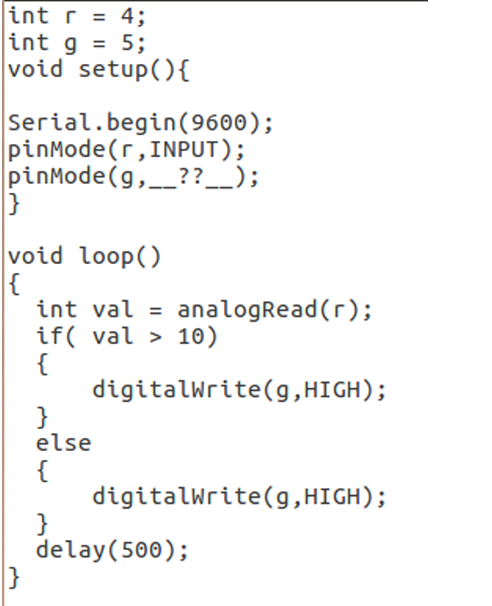 int r = 4;
int g = 5;
void setup(){
Serial.begin(9600);
pinMode(r,INPUT);
pinMode(g,__??__);
}
void loop()
{
int val = analogRead(r);
if( val > 10)
{
digitalWrite(g,HIGH);
}
else
{
digitalWrite(g,HIGH);
}
delay(500);
}